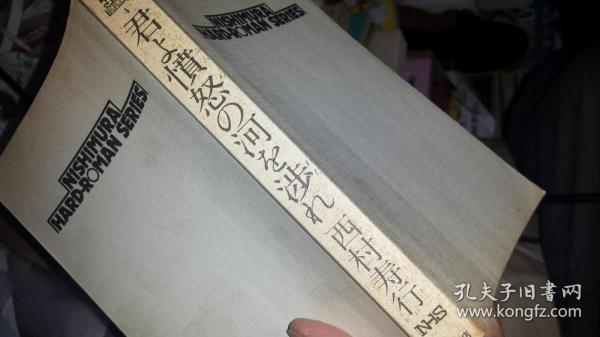 NISHIMURA
HARD-ROMAN SERIES
君よ憤怒の河を渉れ 西村寿行
NHS
NISHIMURA
HARD-ROMAN SERIES
孔夫子旧书网
www.kongfz.com